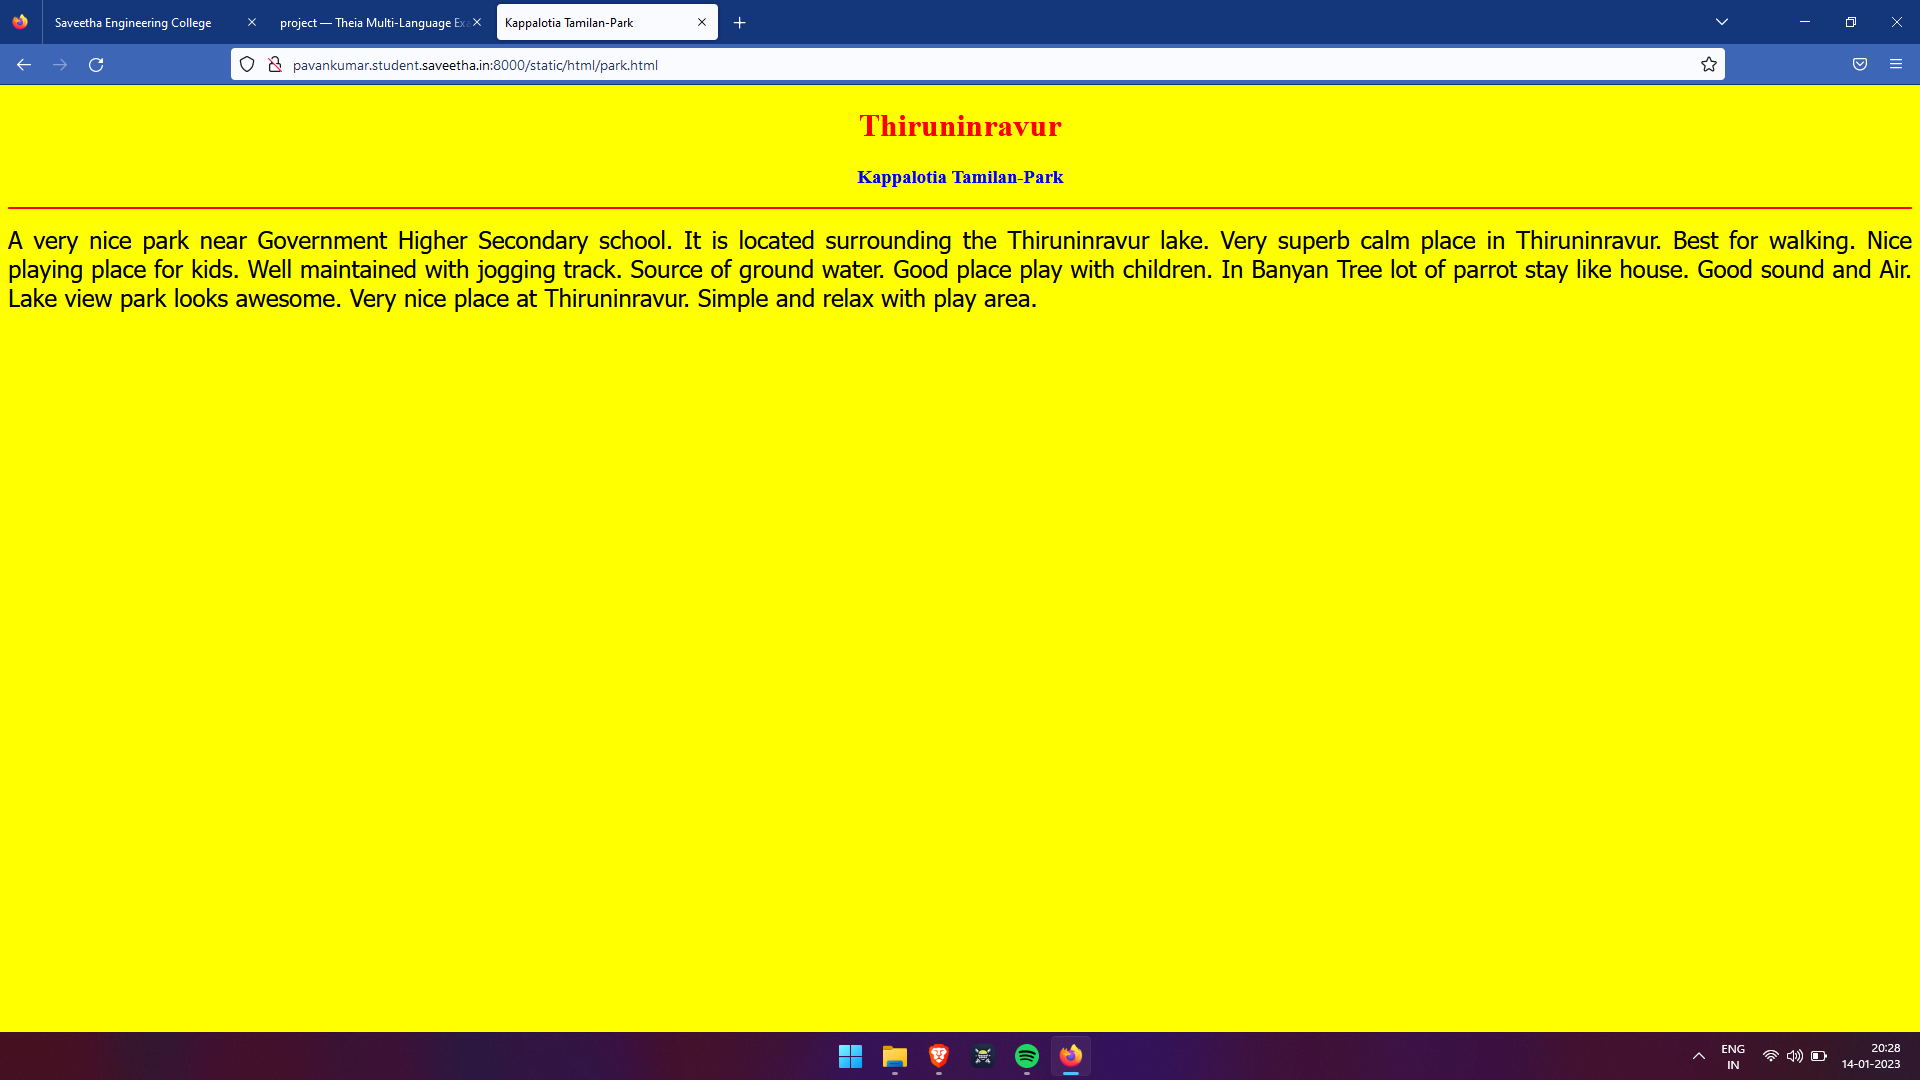 Saveetha Engineering College
project — Theia Multi-Language Exa
Kappalotia Tamilan-Park
pavankumar.student.saveetha.in:8000/static/html/park.html
Thiruninravur
Kappalotia Tamilan-Park
A very nice park near Government Higher Secondary school. It is located surrounding the Thiruninravur lake. Very superb calm place in Thiruninravur. Best for walking. Nice
playing place for kids. Well maintained with jogging track. Source of ground water. Good place play with children. In Banyan Tree lot of parrot stay like house. Good sound and Air.
Lake view park looks awesome. Very nice place at Thiruninravur. Simple and relax with play area.
ENG
IN
20:28
14-01-2023